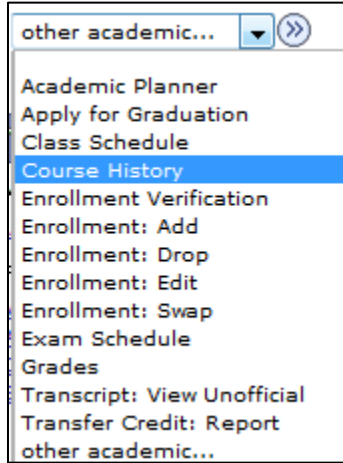 other academic...
Academic Planner
Apply for Graduation
Class Schedule
Course History
Enrollment Verification
Enrollment: Add
Enrollment: Drop
Enrollment: Edit
Enrollment: Swap
Exam Schedule
Grades
Transcript: View Unofficial
Transfer Credit: Report
other academic...